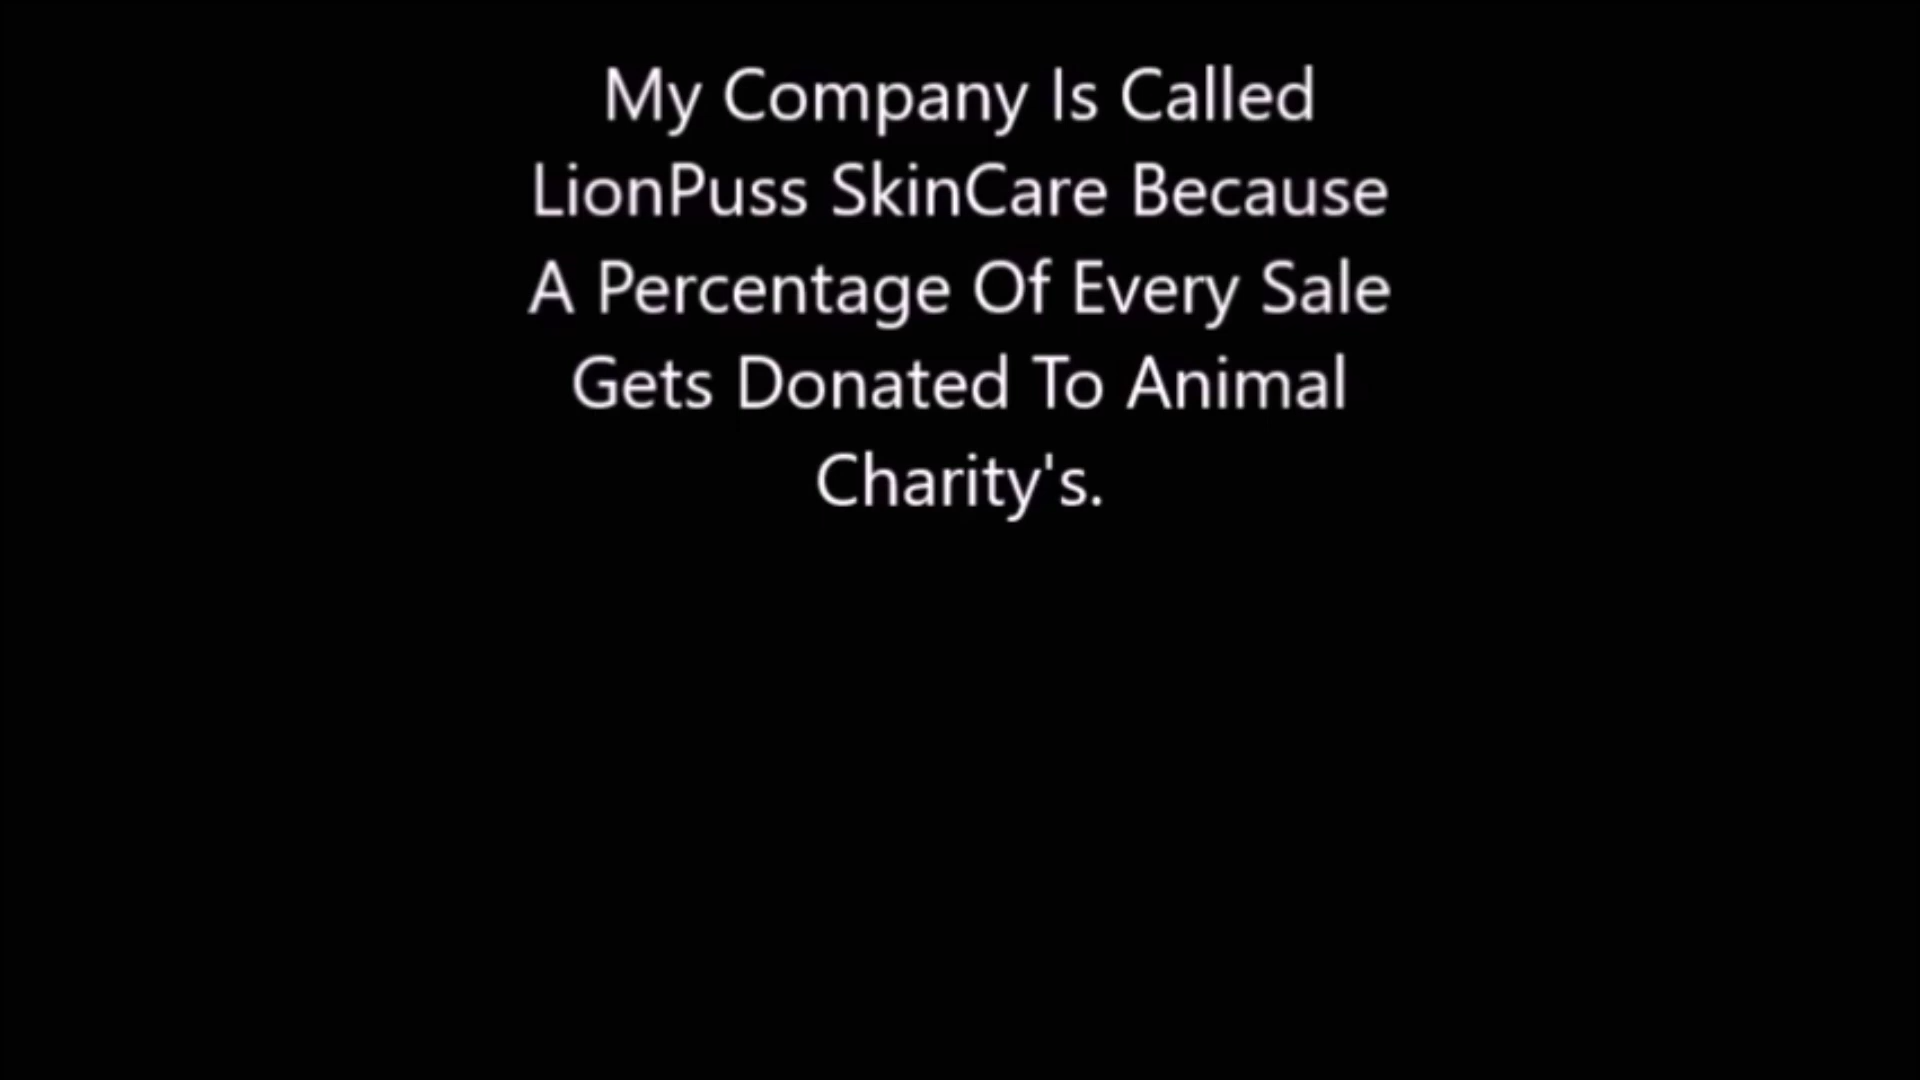 My Company Is Called
LionPuss SkinCare Because
A Percentage Of Every Sale
Gets Donated To Animal
Charity's.